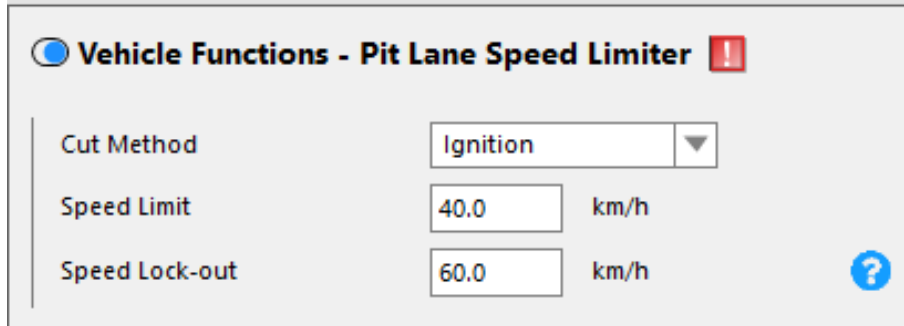 Vehicle Functions - Pit Lane Speed Limiter !
Cut Method Ignition
Speed Limit 40.0 km/h
Speed Lock-out 60.0 km/h ?